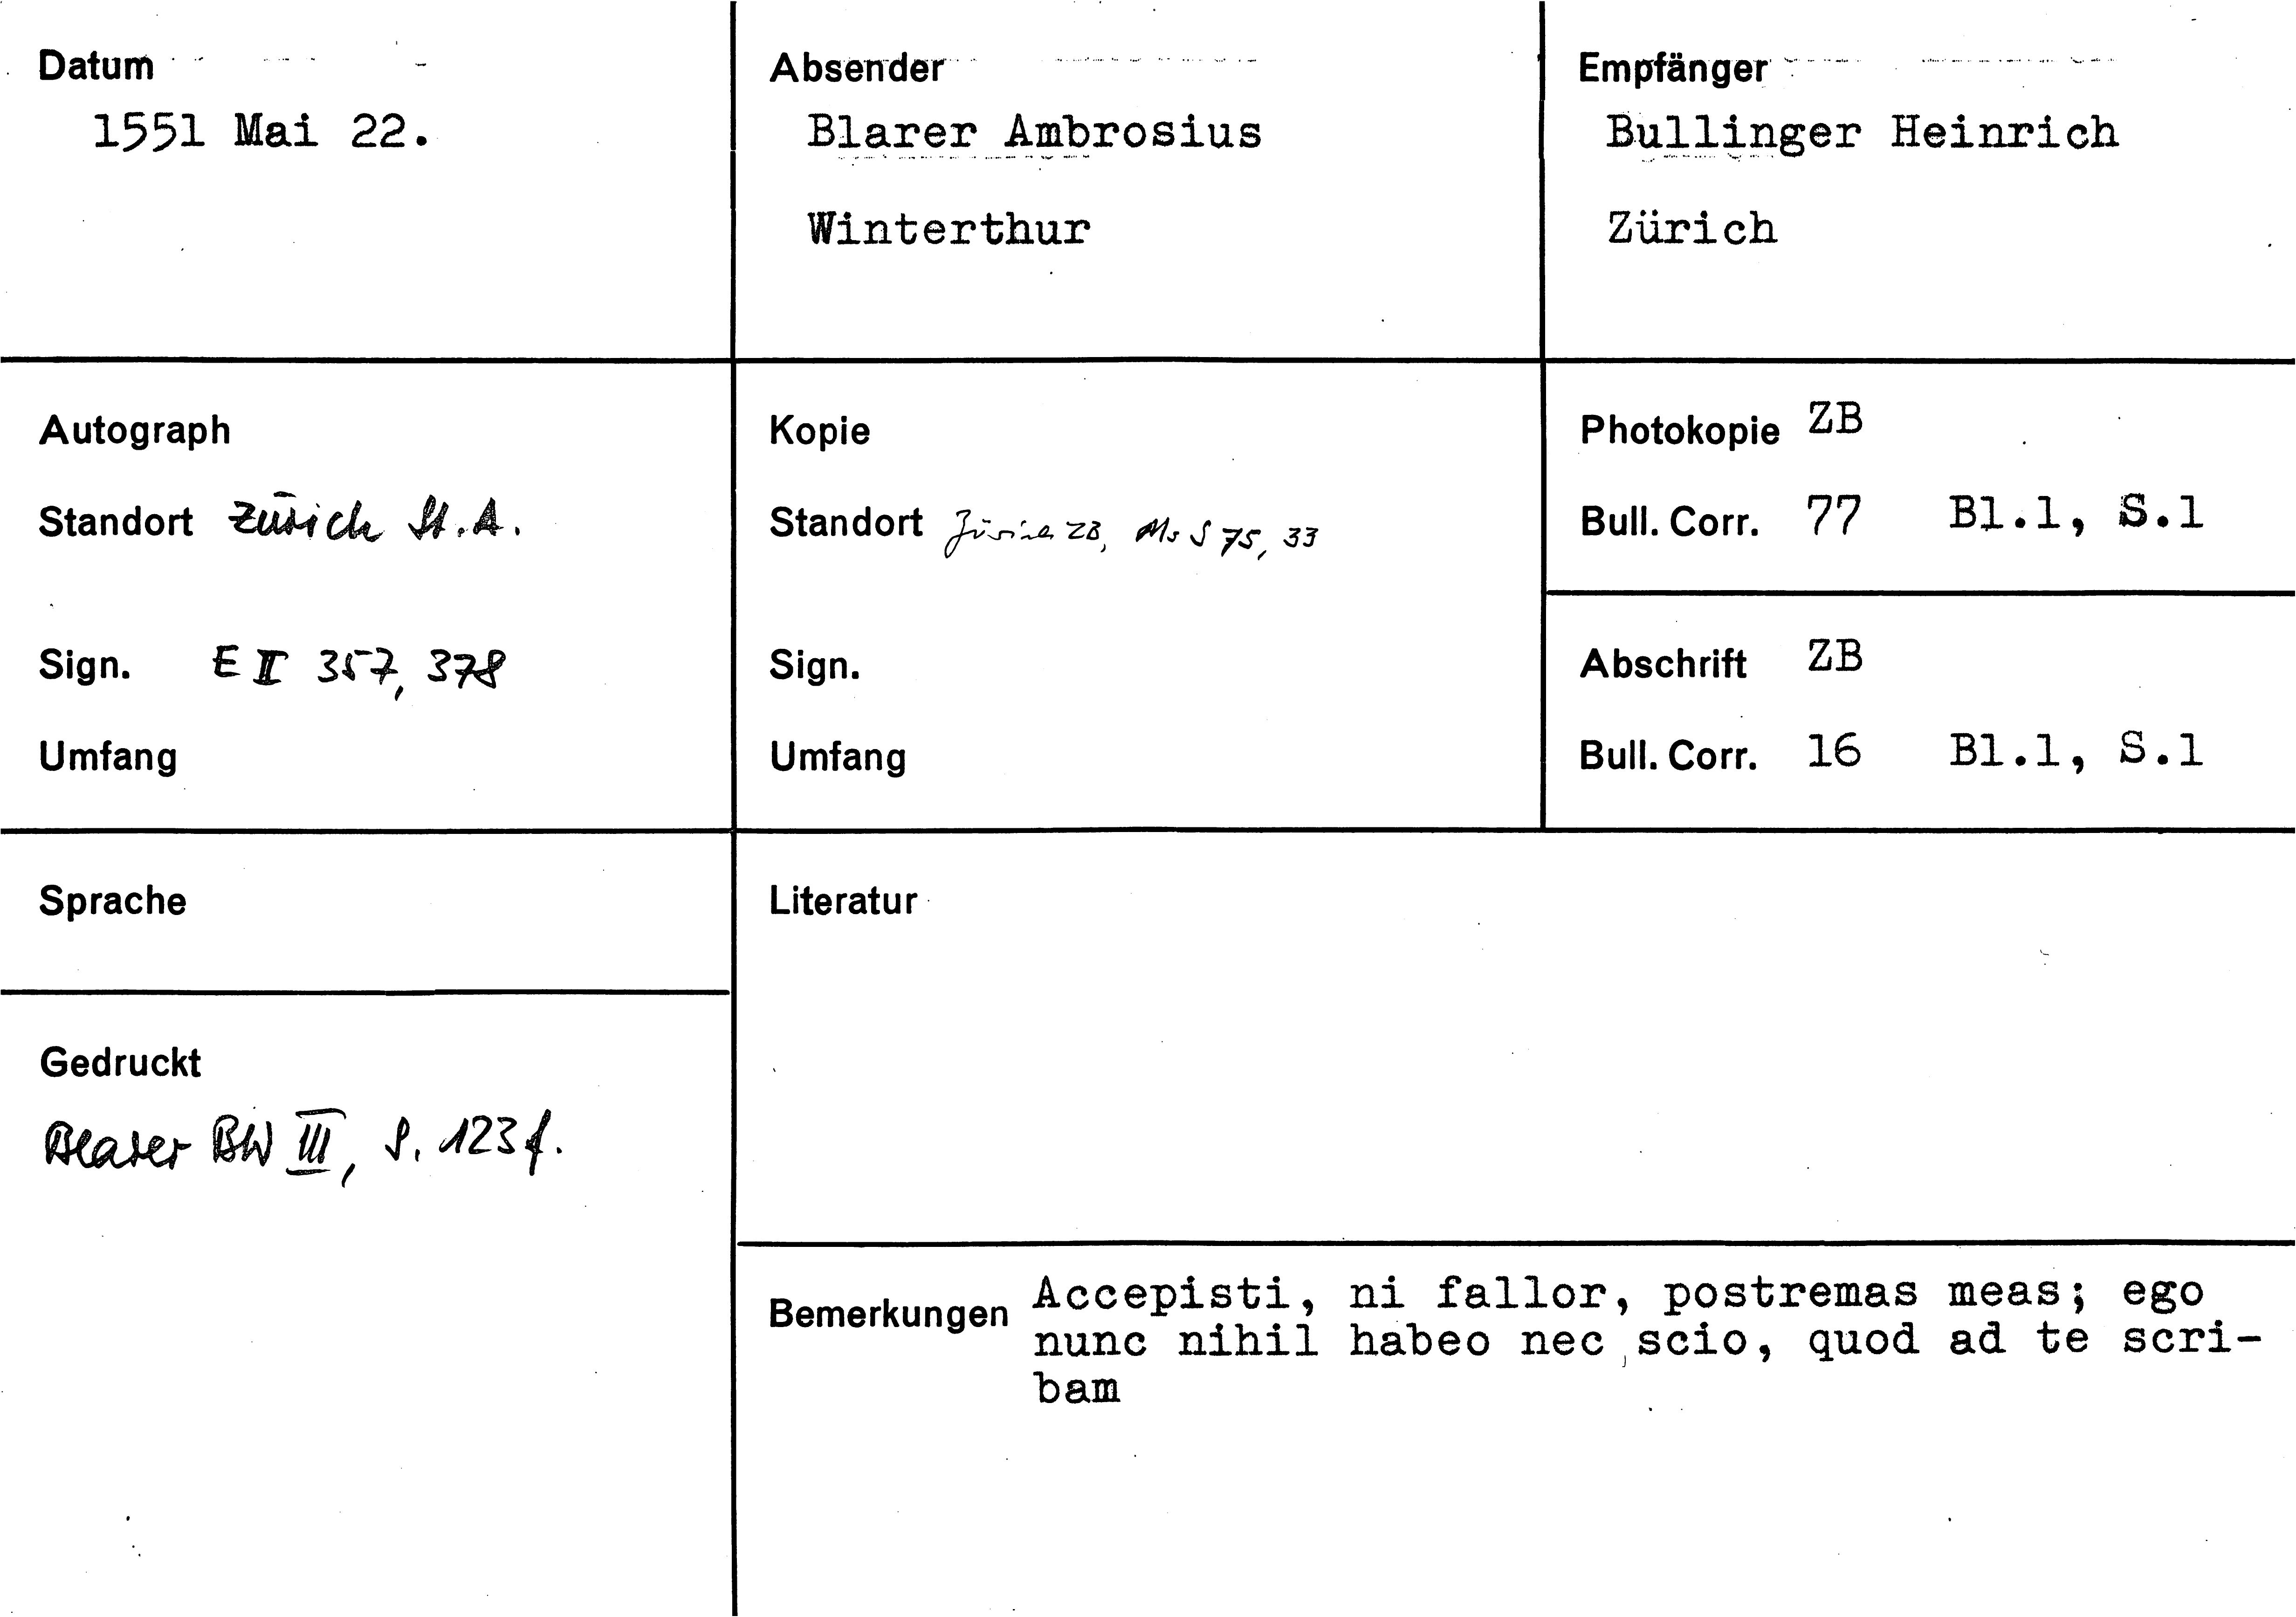 Datum
1551 Mai 22.
Absender
Blarer Ambrosius
Winterthur
Empfänger
Bullinger Heinrich
Zürich
Autograph
Standort Zürich St.A.
Sign. E II 357, 378
Umfang
Kopie
Standort Zürich ZB, Ms S 75, 33
Sign.
Umfang
Photokopie ZB
Bull. Corr. 77 Bl.1, S.1
Abschrift ZB
Bull. Corr. 16 Bl.1, S.1
Sprache
Literatur
Gedruckt
Blarer BW III, S. 123f.
Bemerkungen Accepisti, ni fallor, postremas meas; ego
nunc nihil habeo nec scio, quod ad te scri-
bam